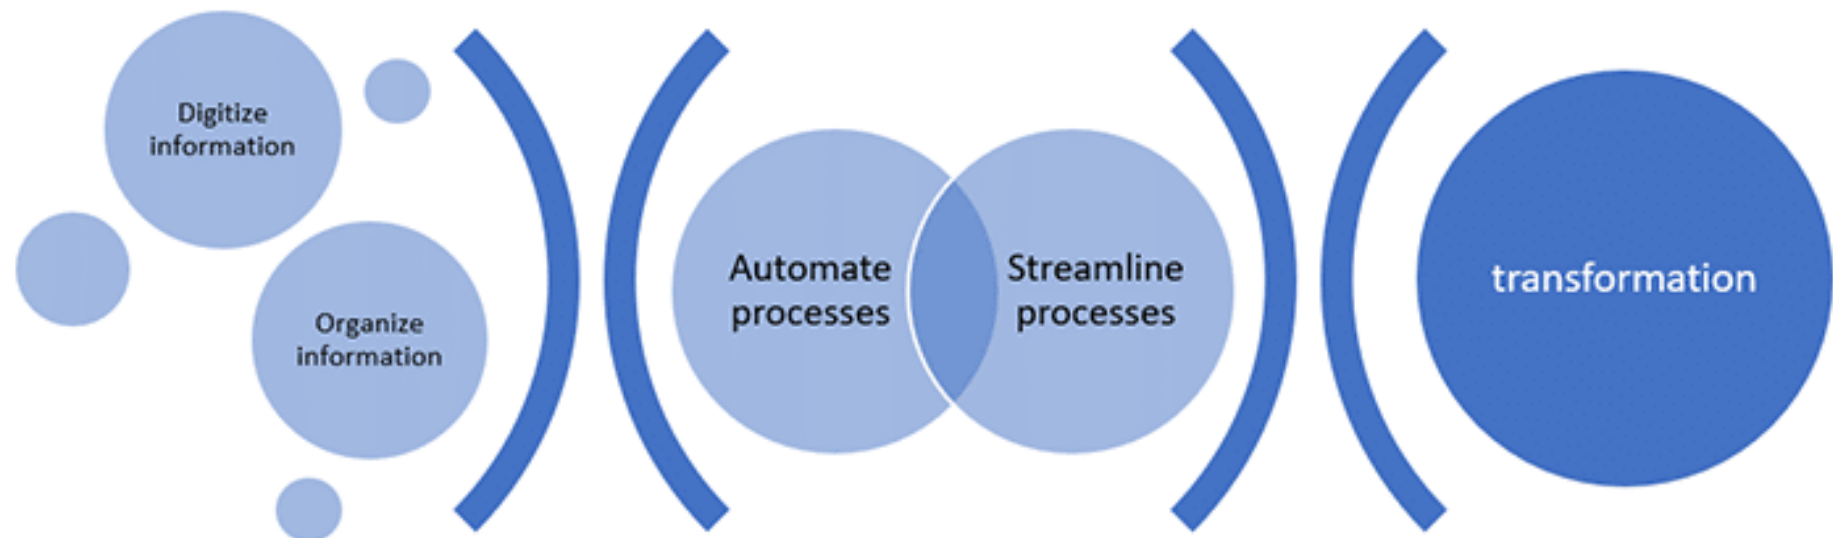 Digitize
information
Organize
information
Automate
processes
Streamline
processes
transformation